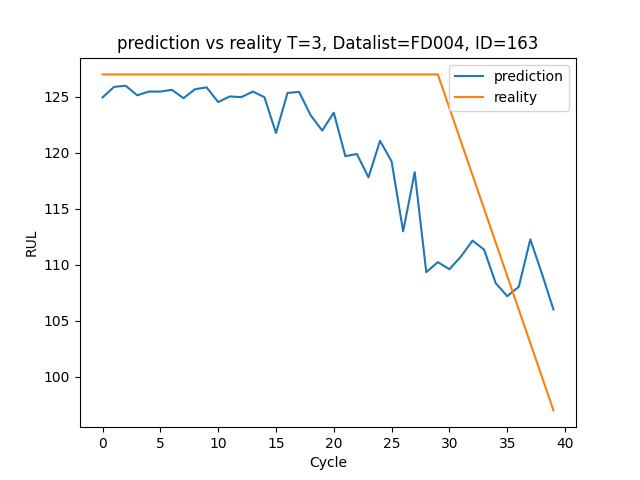 prediction vs reality T=3, Datalist=FD004, ID=163
prediction
reality
RUL
125
120
115
110
105
100
0 5 10 15 20 25 30 35 40
Cycle